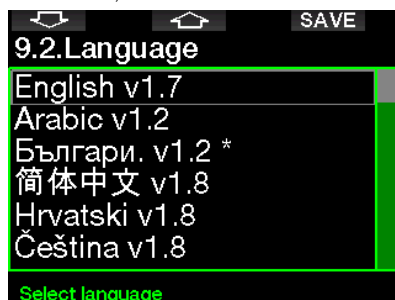 SAVE
9.2.Language
English v1.7
Arabic v1.2
Българи. v1.2 *
简体中文 v1.8
Hrvatski v1.8
Čeština v1.8
Select language